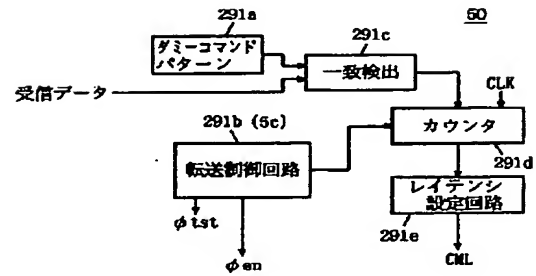 50
291a
ダミーコマンド
パターン
291c
一致検出
受信データ
CLK
291b (5c)
カウンタ
291d
転送制御回路
レイテンシ
設定回路
291e
φtst
CML
φen